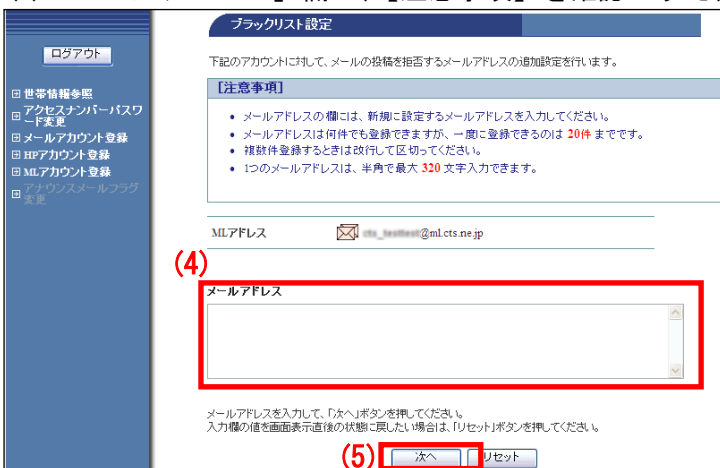 ブラックリスト設定
ログアウト
世帯情報参照
アクセスナンバーパスワ
ード変更
メールアカウント登録
HPアカウント登録
MLアカウント登録
アナウンスメールフラグ
変更
下記のアカウントに対して、メールの投稿を拒否するメールアドレスの追加設定を行います。
【注意事項】
• メールアドレスの欄には、新規に設定するメールアドレスを入力してください。
• メールアドレスは何件でも登録できますが、一度に登録できるのは 20件 までです。
• 複数件登録するときは改行して区切ってください。
• 1つのメールアドレスは、半角で最大 320 文字入力できます。
MLアドレス
@ml.cts.ne.jp
(4)
メールアドレス
メールアドレスを入力して、「次へ」ボタンを押してください。
入力欄の値を画面表示直後の状態に戻したい場合は、「リセット」ボタンを押してください。
(5)
次へ
リセット